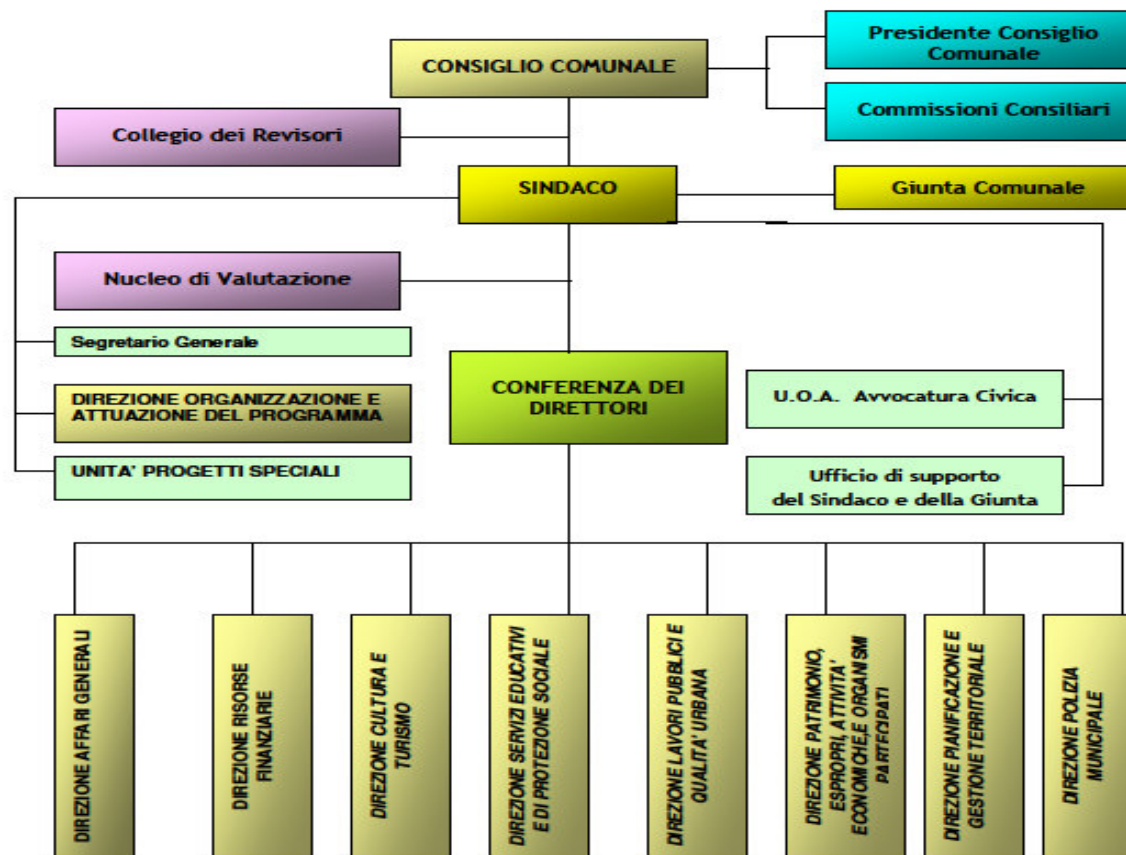 Presidente Consiglio
Comunale
CONSIGLIO COMUNALE
Commissioni Consiliari
Collegio dei Revisori
SINDACO
Giunta Comunale
Nucleo di Valutazione
Segretario Generale
CONFERENZA DEI
DIRETTORI
DIREZIONE ORGANIZZAZIONE E
ATTUAZIONE DEL PROGRAMMA
U.O.A. Avvocatura Civica
UNITA' PROGETTI SPECIALI
Ufficio di supporto
del Sindaco e della Giunta
DIREZIONE AFFARI GENERALI
DIREZIONE RISORSE
FINANZIARIE
DIREZIONE CULTURA E
TURISMO
DIREZIONE SERVIZI EDUCATIVI
E DI PROTEZIONE SOCIALE
DIREZIONE LAVORI PUBBLICI E
QUALITA' URBANA
DIREZIONE PATRIMONIO,
ESPROPRI, ATTIVITA'
ECONOMICHE,E ORGANISMI
PARTECIPATI
DIREZIONE PIANIFICAZIONE E
GESTIONE TERRITORIALE
DIREZIONE POLIZIA
MUNICIPALE